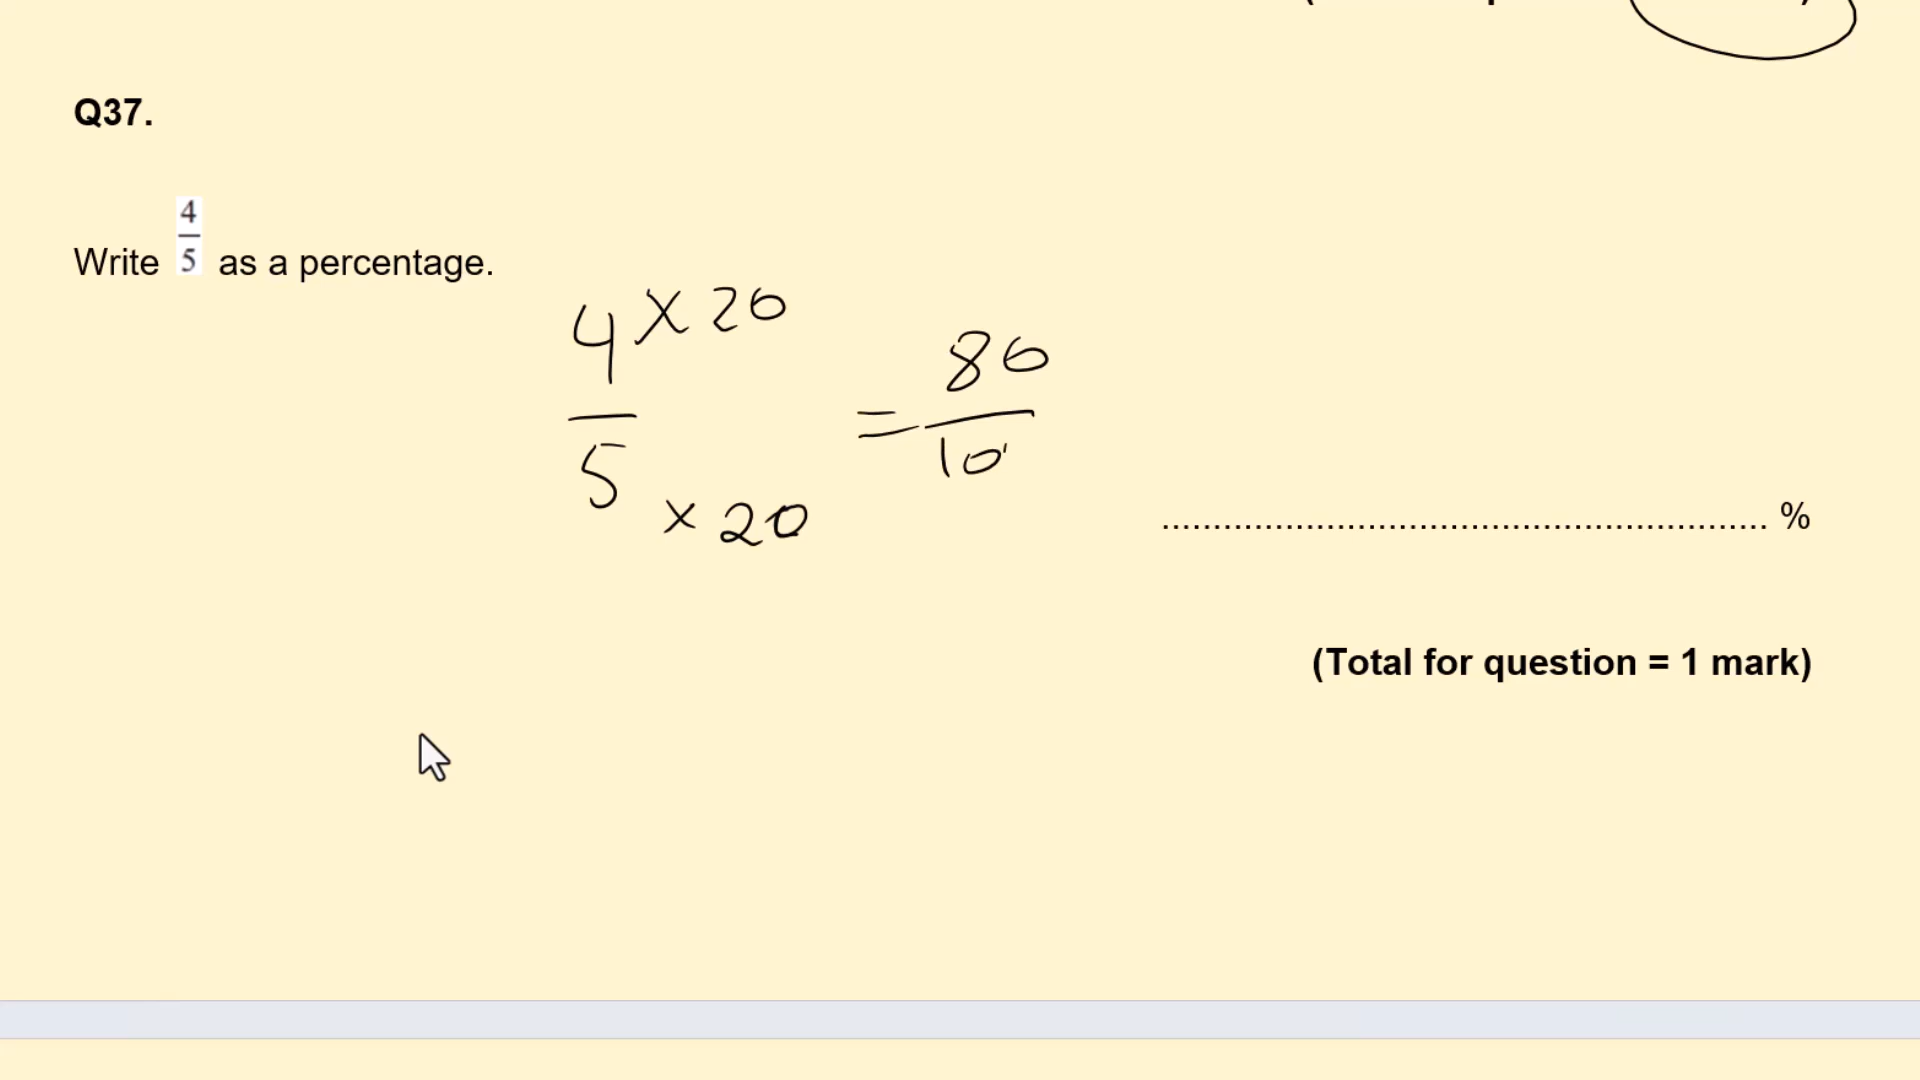 Q37.
Write 4/5 as a percentage.
4 × 20
5 × 20
= 80/10
.................................................. %
(Total for question = 1 mark)